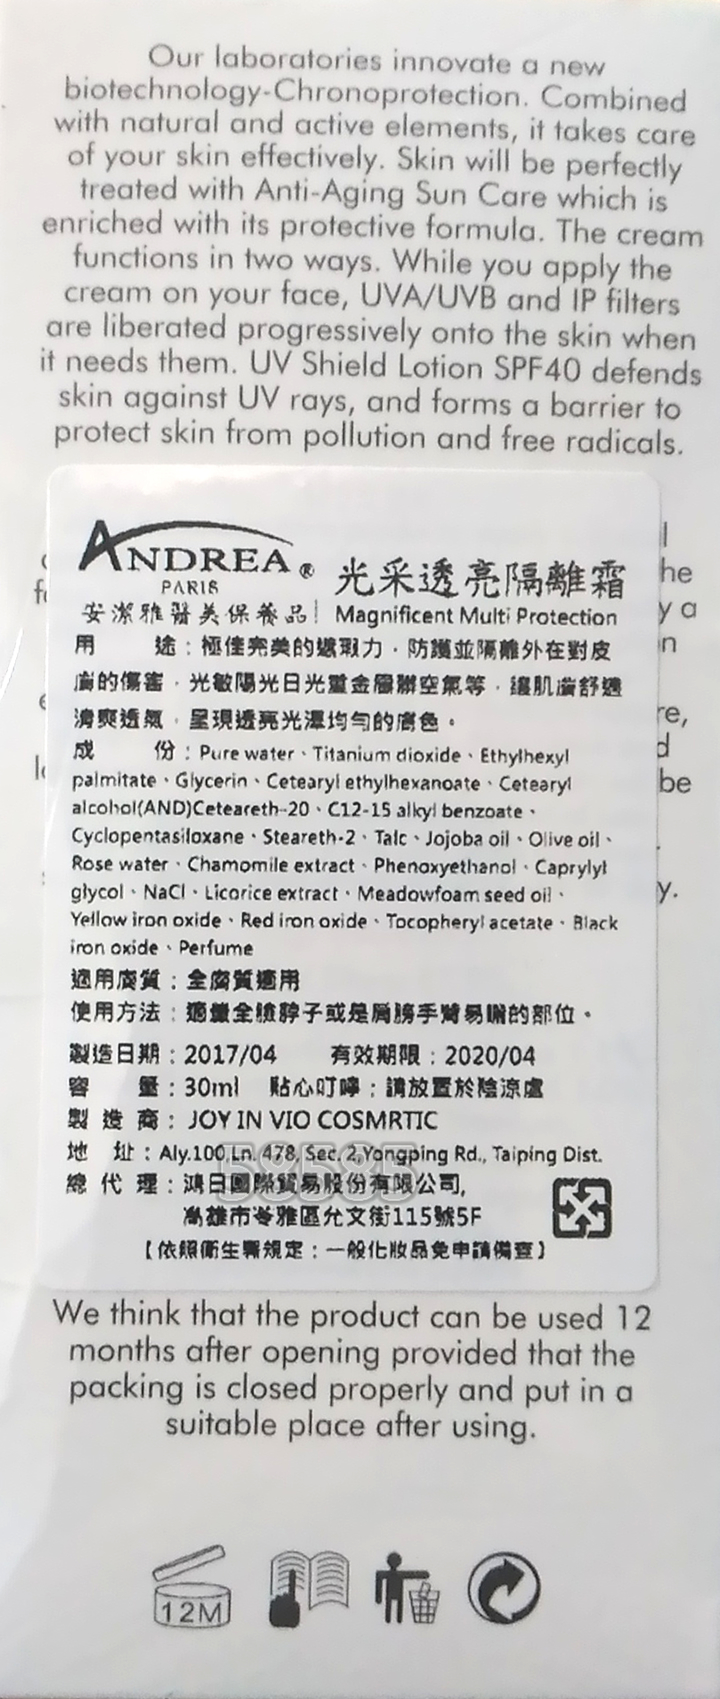 Our laboratories innovate a new
biotechnology-Chronoprotection. Combined
with natural and active elements, it takes care
of your skin effectively. Skin will be perfectly
treated with Anti-Aging Sun Care which is
enriched with its protective formula. The cream
functions in two ways. While you apply the
cream on your face, UVA/UVB and IP filters
are liberated progressively onto the skin when
it needs them. UV Shield Lotion SPF40 defends
skin against UV rays, and forms a barrier to
protect skin from pollution and free radicals.
ANDREA®
PARIS
安潔雅醫美保養品
光采透亮隔離霜
Magnificent Multi Protection
用 途：極佳完美的遮瑕力，防護並隔離外在對皮
膚的傷害，光敏陽光日光重金屬髒空氣等，讓肌膚舒適
清爽透氣，呈現透亮光澤均勻的膚色。
成 份：Pure water、Titanium dioxide、Ethylhexyl
palmitate、Glycerin、Cetearyl ethylhexanoate、Cetearyl
alcohol(AND)Ceteareth-20、C12-15 alkyl benzoate、
Cyclopentasiloxane、Steareth-2、Talc、Jojoba oil、Olive oil、
Rose water、Chamomile extract、Phenoxyethanol、Caprylyl
glycol、NaCl、Licorice extract、Meadowfoam seed oil、
Yellow iron oxide、Red iron oxide、Tocopheryl acetate、Black
iron oxide、Perfume
適用膚質：全膚質適用
使用方法：適量全臉脖子或是肩膀手臂易曬的部位。
製造日期：2017/04 有效期限：2020/04
容 量：30ml 貼心叮嚀：請放置於陰涼處
製 造 商：JOY IN VIO COSMRTIC
地 址：Aly.100,Ln. 478, Sec. 2,Yongping Rd., Taiping Dist.
58585
總 代 理：鴻日國際貿易股份有限公司,
高雄市苓雅區允文街115號5F
【依照衛生署規定：一般化妝品免申請備查】
We think that the product can be used 12
months after opening provided that the
packing is closed properly and put in a
suitable place after using.
12M